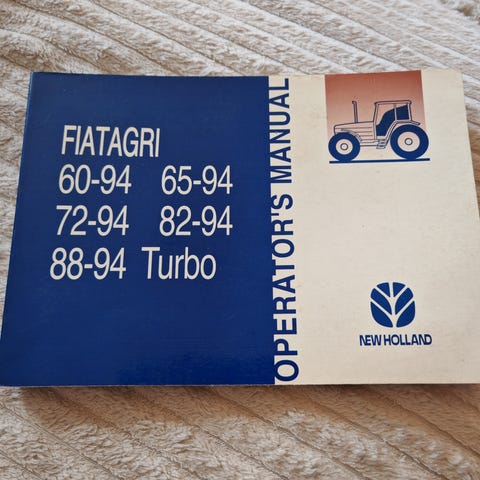 FIATAGRI
60-94 65-94
72-94 82-94
88-94 Turbo
OPERATOR'S MANUAL
NEW HOLLAND